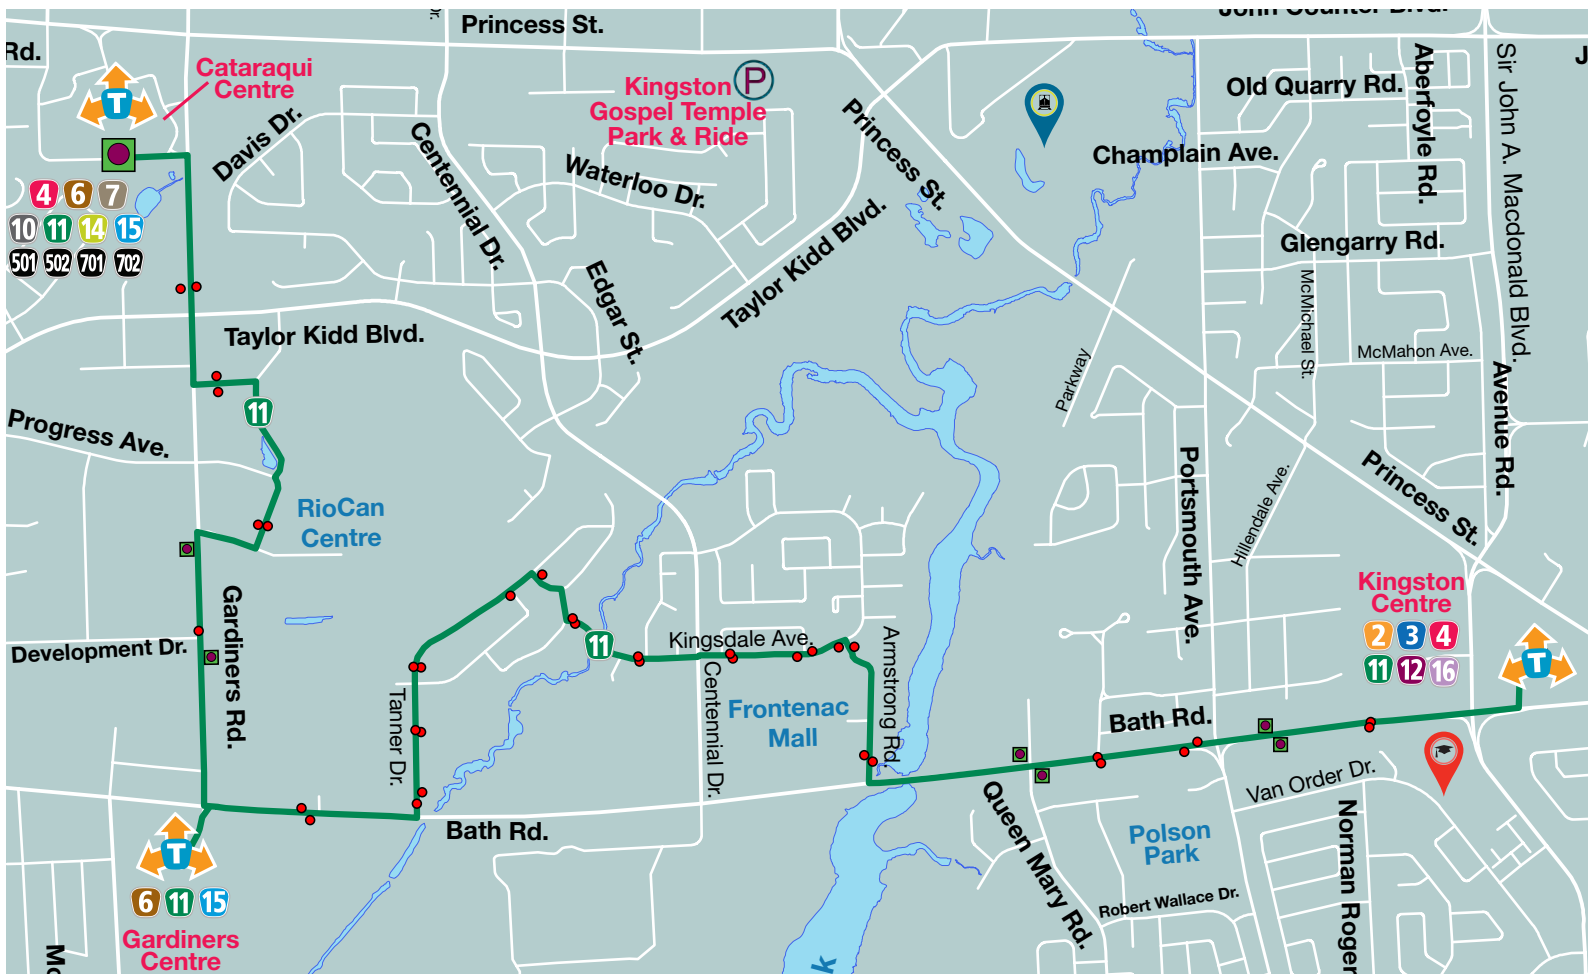 Princess St.
John Counter Blvd.
Rd.
Cataraqui
Centre
T
Davis Dr.
4 6 7
10 11 14 15
501 502 701 702
Centennial Dr.
Kingston
P
Gospel Temple
Park & Ride
Waterloo Dr.
Princess St.
Old Quarry Rd.
Aberfoyle Rd.
Sir John A. Macdonald Blvd.
Champlain Ave.
Glengarry Rd.
McMichael St.
McMahon Ave.
Avenue Rd.
Taylor Kidd Blvd.
Edgar St.
Taylor Kidd Blvd.
Parkway
Progress Ave.
11
RioCan
Centre
Portsmouth Ave.
Hillendale Ave.
Princess St.
Kingston
Centre
2 3 4
11 12 16
T
Gardiners Rd.
Development Dr.
Tanner Dr.
11
Kingsdale Ave.
Centennial Dr.
Armstrong Rd.
Frontenac
Mall
Bath Rd.
Van Order Dr.
Bath Rd.
T
6 11 15
Gardiners
Centre
Queen Mary Rd.
Polson
Park
Robert Wallace Dr.
Norman Roger
k